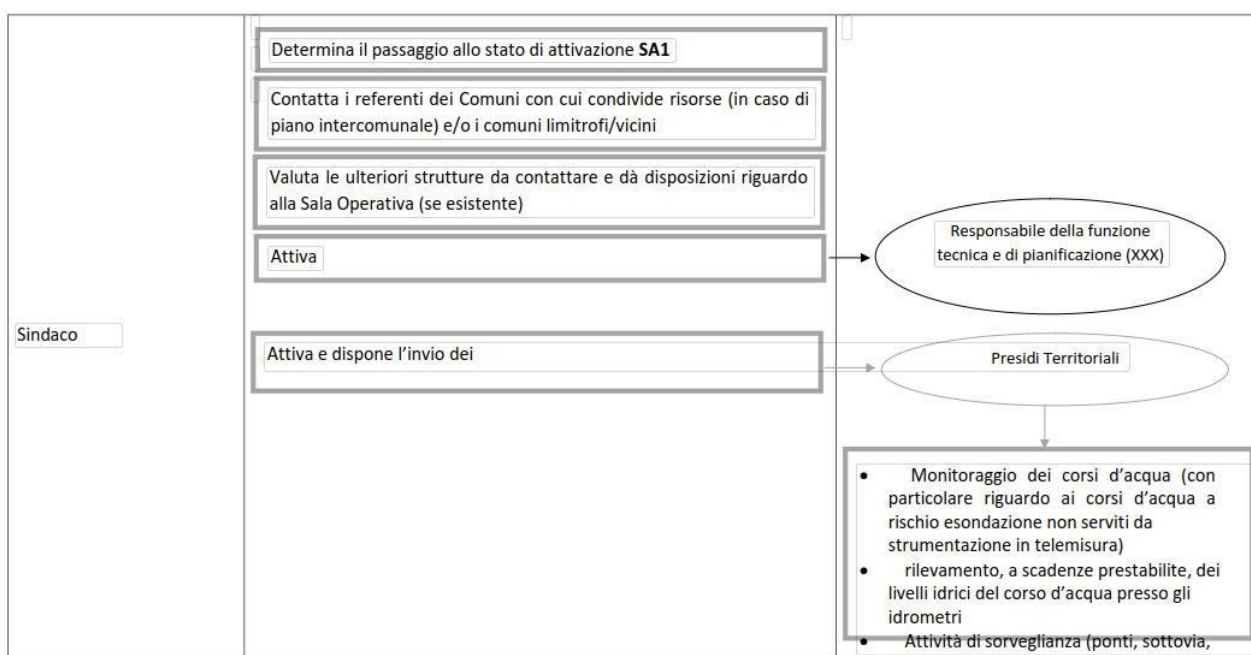 Determina il passaggio allo stato di attivazione SA1
Contatta i referenti dei Comuni con cui condivide risorse (in caso di
piano intercomunale) e/o i comuni limitrofi/vicini
Valuta le ulteriori strutture da contattare e dà disposizioni riguardo
alla Sala Operativa (se esistente)
Attiva
Responsabile della funzione
tecnica e di pianificazione (XXX)
Sindaco
Attiva e dispone l’invio dei
Presidi Territoriali
• Monitoraggio dei corsi d’acqua (con
particolare riguardo ai corsi d’acqua a
rischio esondazione non serviti da
strumentazione in telemisura)
• rilevamento, a scadenze prestabilite, dei
livelli idrici del corso d’acqua presso gli
idrometri
• Attività di sorveglianza (ponti, sottovia,